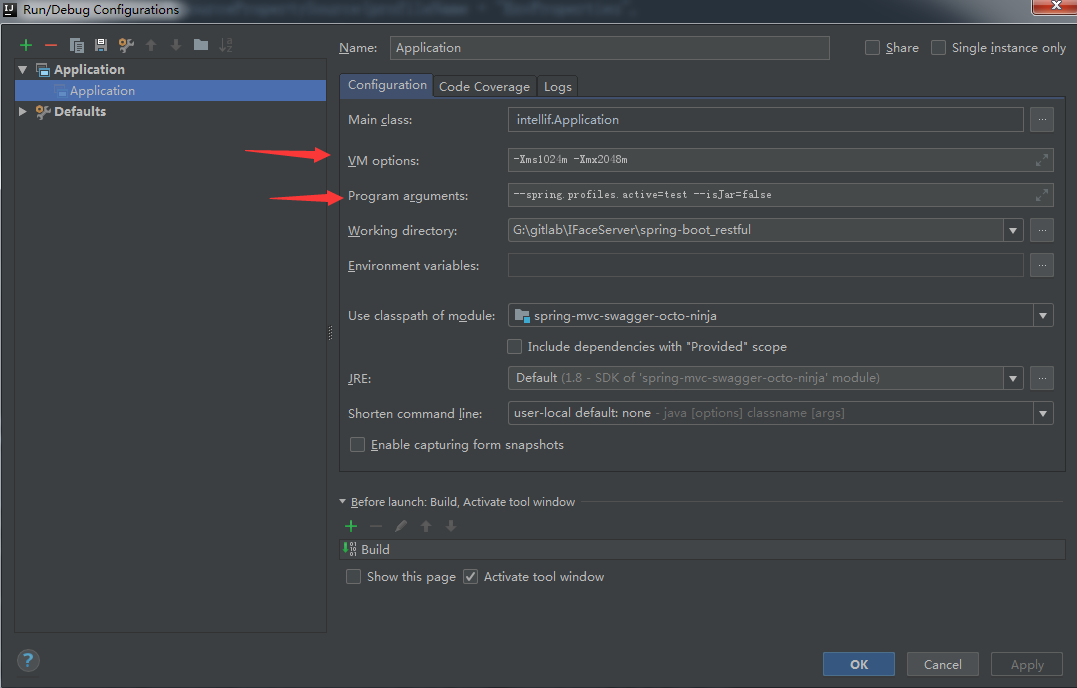 Run/Debug Configurations
Name: Application Share Single instance only
Application
Application
Defaults
Configuration Code Coverage Logs
Main class: intellif.Application
VM options: -Xms1024m -Xmx2048m
Program arguments: --spring.profiles.active=test --isJar=false
Working directory: G:\gitlab\IFaceServer\spring-boot_restful
Environment variables:
Use classpath of module: spring-mvc-swagger-octo-ninja
Include dependencies with "Provided" scope
JRE: Default (1.8 - SDK of 'spring-mvc-swagger-octo-ninja' module)
Shorten command line: user-local default: none - java [options] classname [args]
Enable capturing form snapshots
Before launch: Build, Activate tool window
Build
Show this page Activate tool window
? OK Cancel Apply